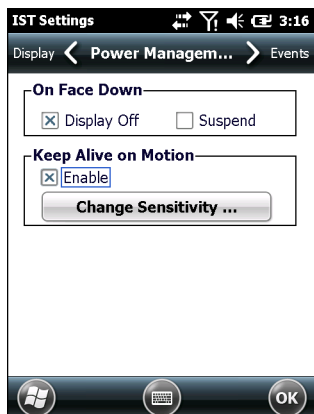 IST Settings 3:16
Display Power Managem... Events
On Face Down
Display Off Suspend
Keep Alive on Motion
Enable
Change Sensitivity ...
OK